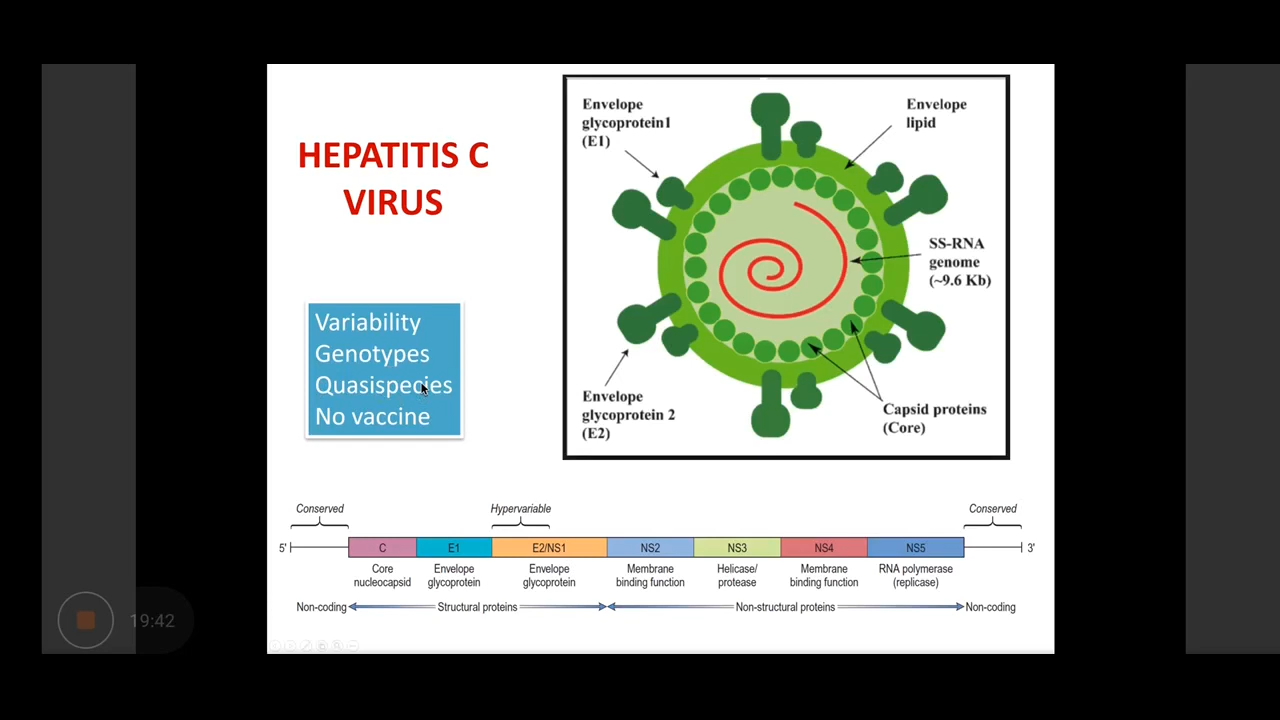 HEPATITIS C
VIRUS
Variability
Genotypes
Quasispecies
No vaccine
Envelope
glycoprotein1
(E1)
Envelope
lipid
SS-RNA
genome
(~9.6 Kb)
Envelope
glycoprotein 2
(E2)
Capsid proteins
(Core)
Conserved
Hypervariable
Conserved
5' C E1 E2/NS1 NS2 NS3 NS4 NS5 3'
Core
nucleocapsid
Envelope
glycoprotein
Envelope
glycoprotein
Membrane
binding function
Helicase/
protease
Membrane
binding function
RNA polymerase
(replicase)
Non-coding Structural proteins Non-structural proteins Non-coding
19:42